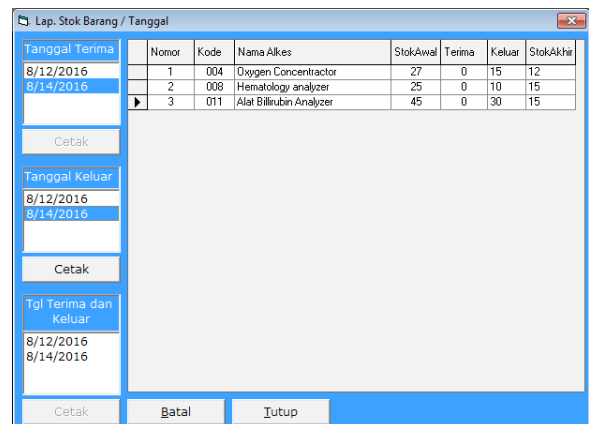 Lap. Stok Barang / Tanggal
Tanggal Terima
8/12/2016
8/14/2016
Cetak
Tanggal Keluar
8/12/2016
8/14/2016
Cetak
Tgl Terima dan
Keluar
8/12/2016
8/14/2016
Cetak
Nomor Kode Nama Alkes StokAwal Terima Keluar StokAkhir
1 004 Oxygen Concentractor 27 0 15 12
2 008 Hematology analyzer 25 0 10 15
3 011 Alat Billirubin Analyzer 45 0 30 15
Batal Tutup